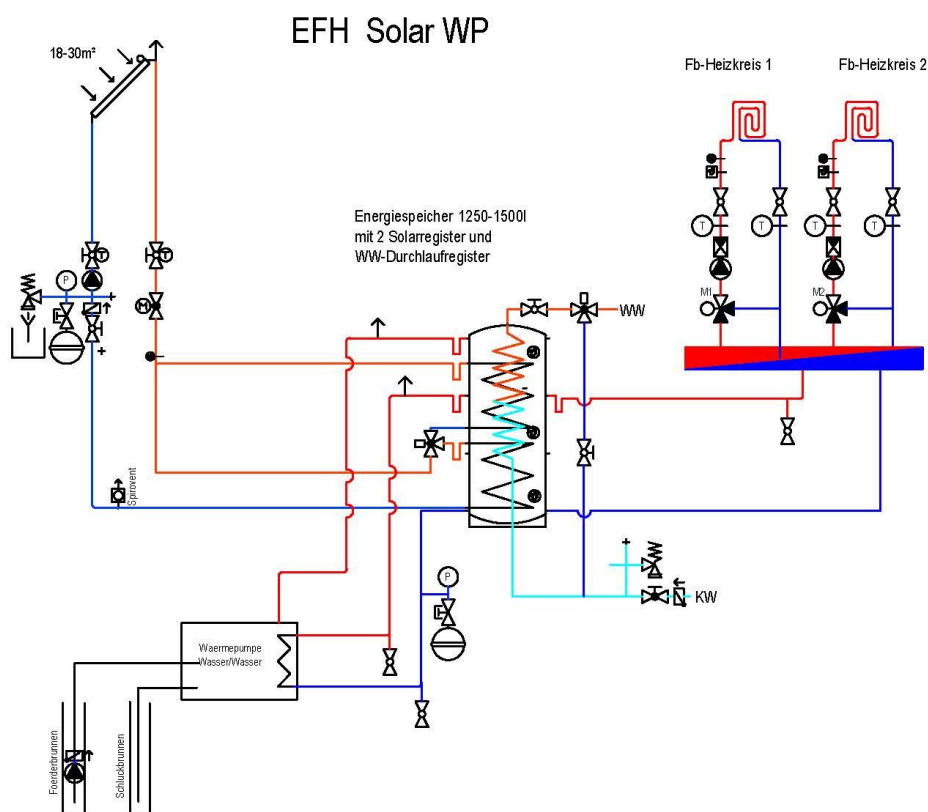 EFH Solar WP
18-30m²
Fb-Heizkreis 1
Fb-Heizkreis 2
Energiespeicher 1250-1500l
mit 2 Solarregister und
WW-Durchlaufregister
T
T
T
T
T
T
P
M
M1
M2
WW
Spirovent
P
KW
Waermepumpe
Wasser/Wasser
Foerderbrunnen
Schluckbrunnen